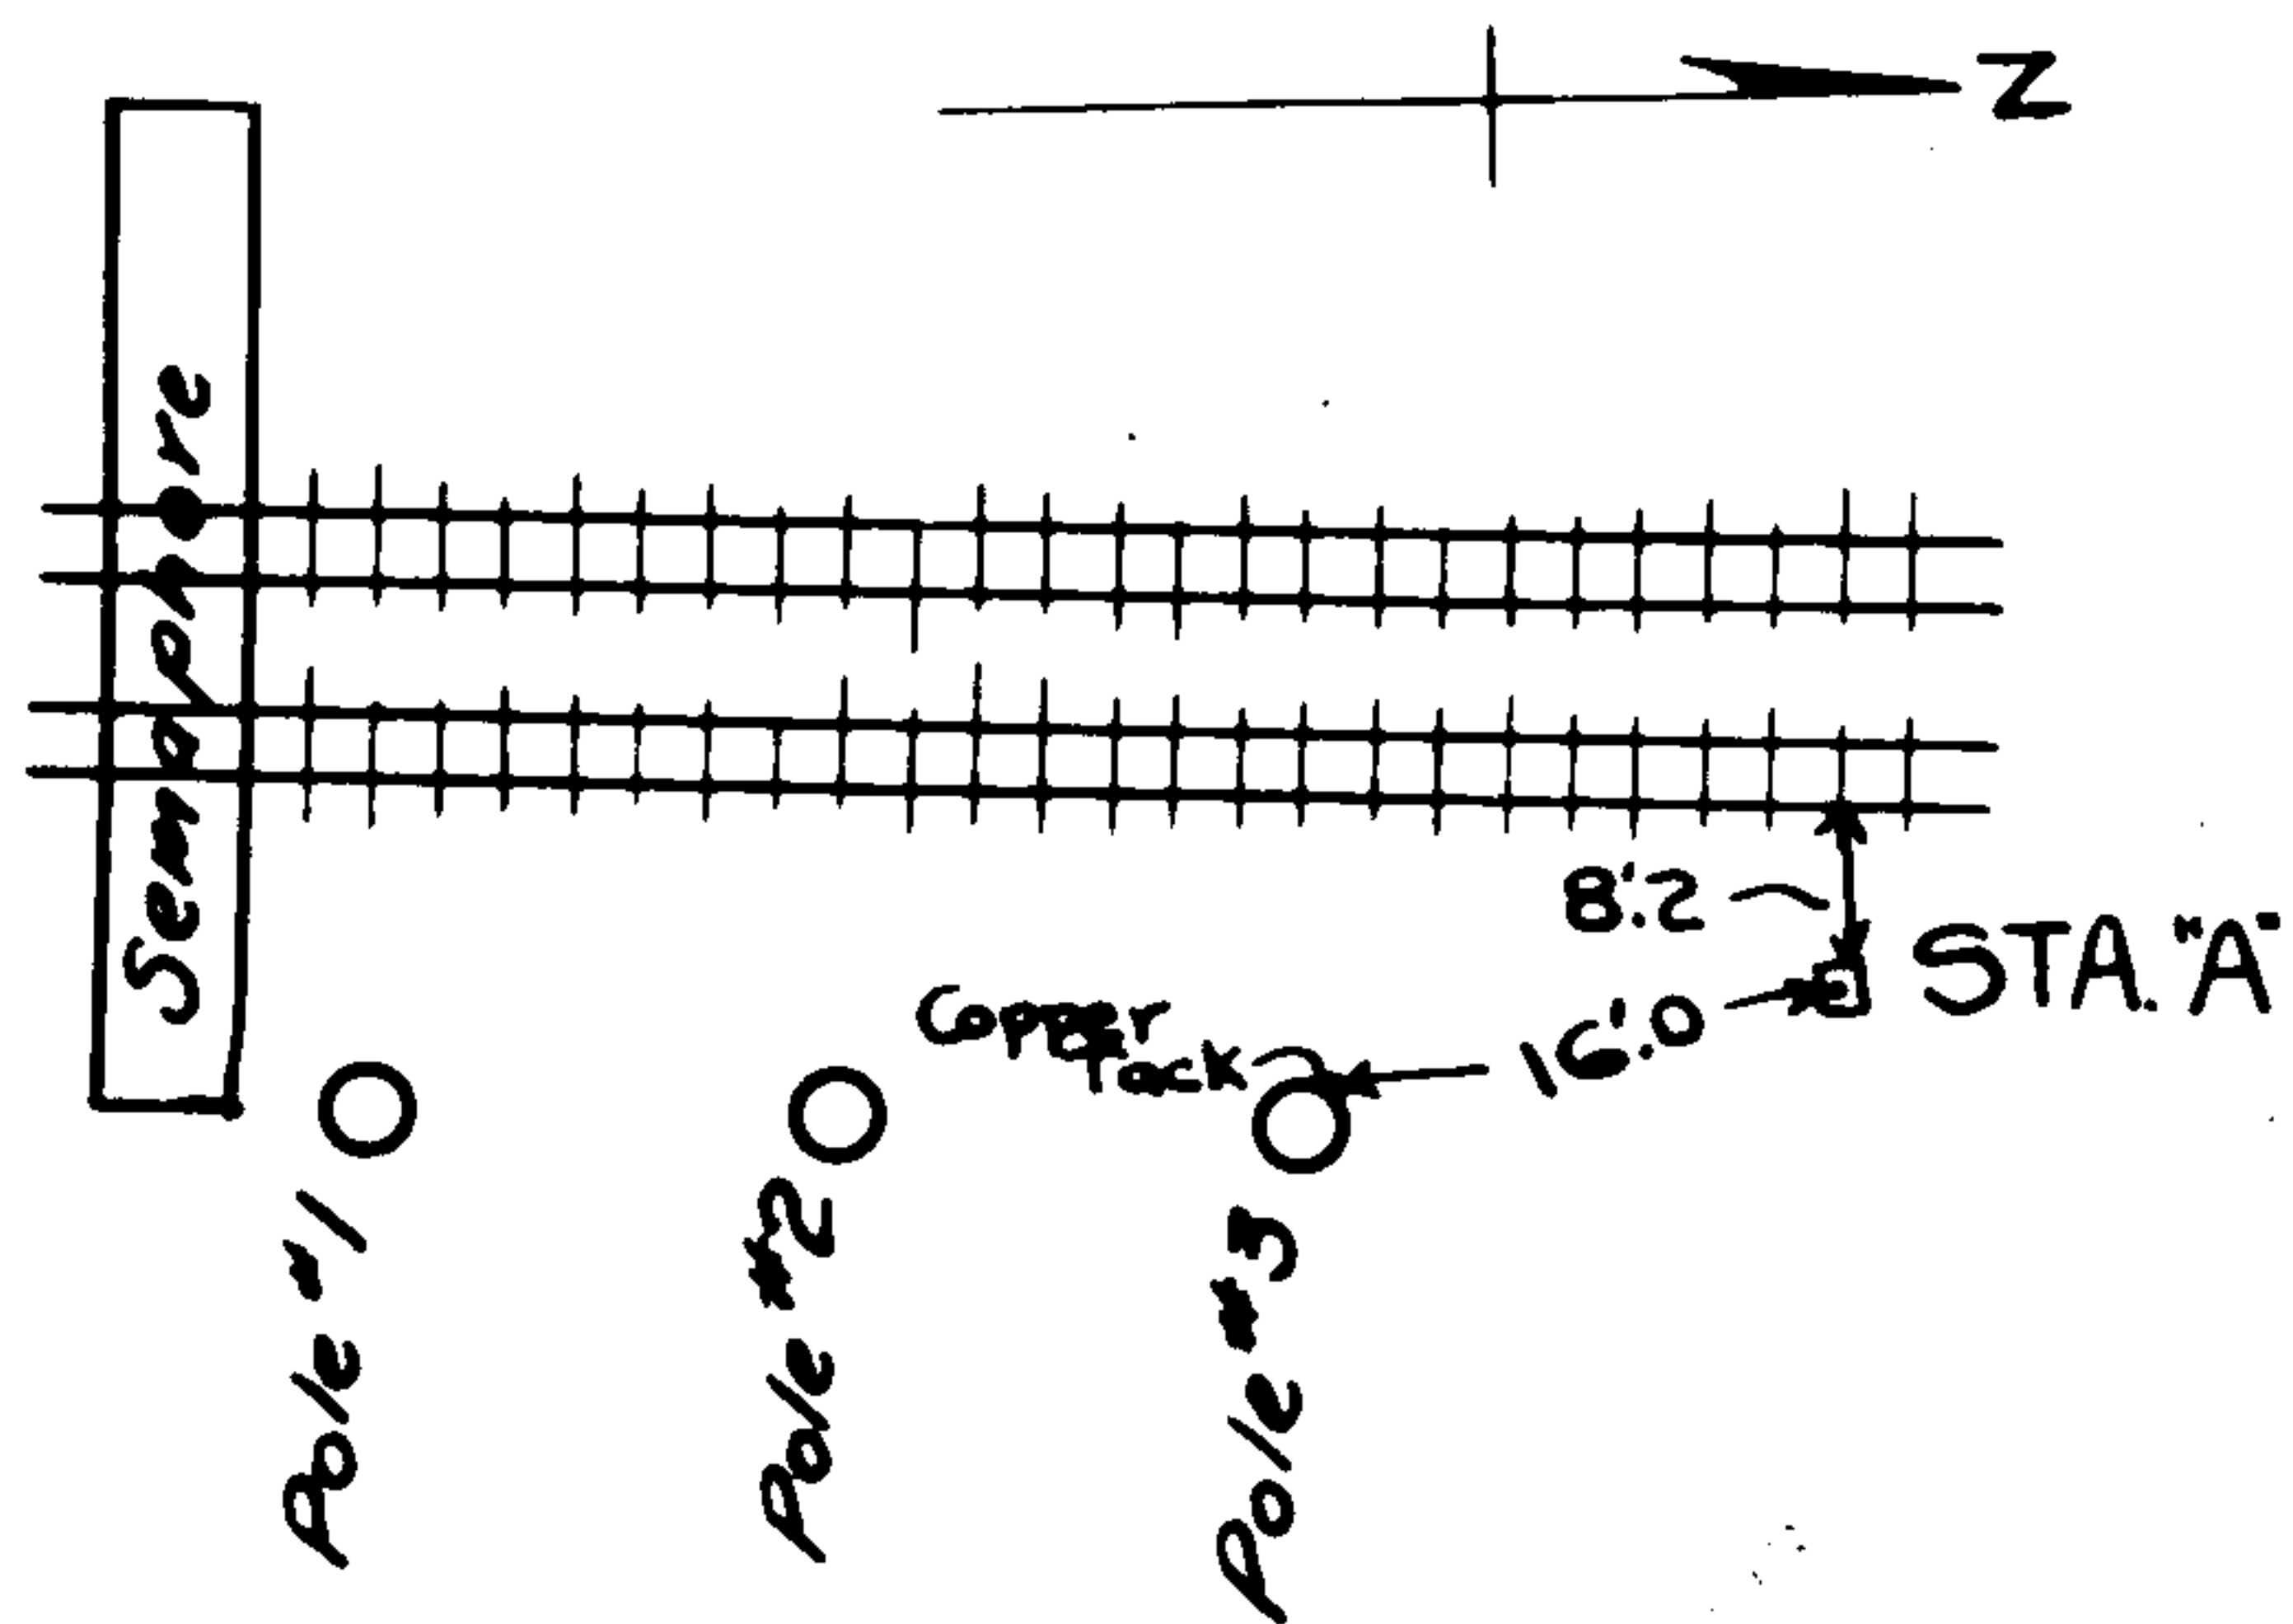 N
Semaphore
8'.2
STA. "A"
Copper
Tack
16'.0
Pole #1
Pole #2
Pole #3